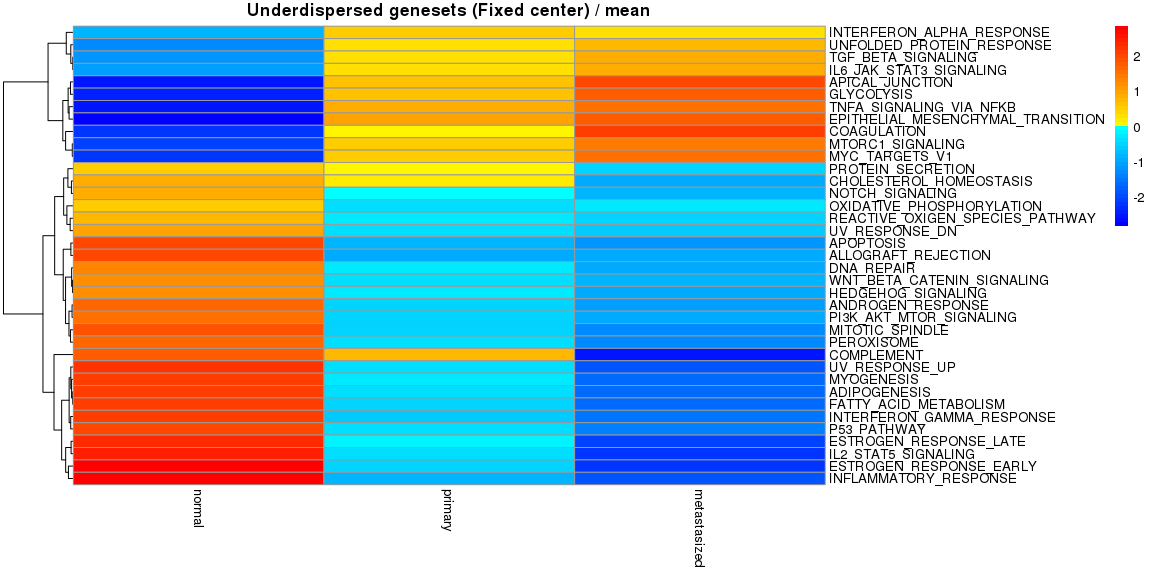 Underdispersed genesets (Fixed center) / mean
INTERFERON_ALPHA_RESPONSE
UNFOLDED_PROTEIN_RESPONSE
TGF_BETA_SIGNALING
IL6_JAK_STAT3_SIGNALING
APICAL_JUNCTION
GLYCOLYSIS
TNFA_SIGNALING_VIA_NFKB
EPITHELIAL_MESENCHYMAL_TRANSITION
COAGULATION
MTORC1_SIGNALING
MYC_TARGETS_V1
PROTEIN_SECRETION
CHOLESTEROL_HOMEOSTASIS
NOTCH_SIGNALING
OXIDATIVE_PHOSPHORYLATION
REACTIVE_OXIGEN_SPECIES_PATHWAY
UV_RESPONSE_DN
APOPTOSIS
ALLOGRAFT_REJECTION
DNA_REPAIR
WNT_BETA_CATENIN_SIGNALING
HEDGEHOG_SIGNALING
ANDROGEN_RESPONSE
PI3K_AKT_MTOR_SIGNALING
MITOTIC_SPINDLE
PEROXISOME
COMPLEMENT
UV_RESPONSE_UP
MYOGENESIS
ADIPOGENESIS
FATTY_ACID_METABOLISM
INTERFERON_GAMMA_RESPONSE
P53_PATHWAY
ESTROGEN_RESPONSE_LATE
IL2_STAT5_SIGNALING
ESTROGEN_RESPONSE_EARLY
INFLAMMATORY_RESPONSE
2
1
0
-1
-2
normal
primary
metastasized